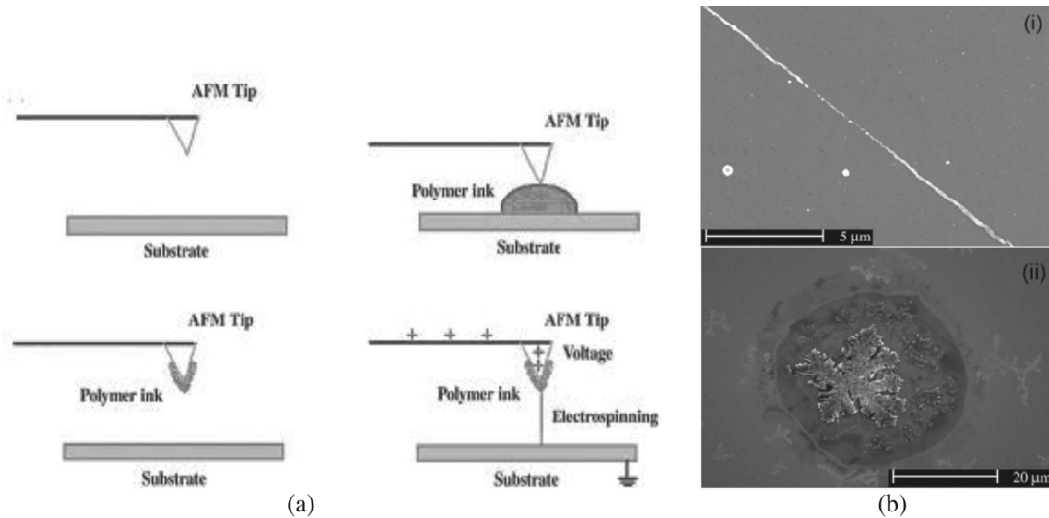 AFM Tip
Substrate
AFM Tip
Polymer ink
Substrate
AFM Tip
Polymer ink
Substrate
+ + +
AFM Tip
+
+
Voltage
Polymer ink
Electrospinning
Substrate
(a)
(i)
5 μm
(ii)
20 μm
(b)